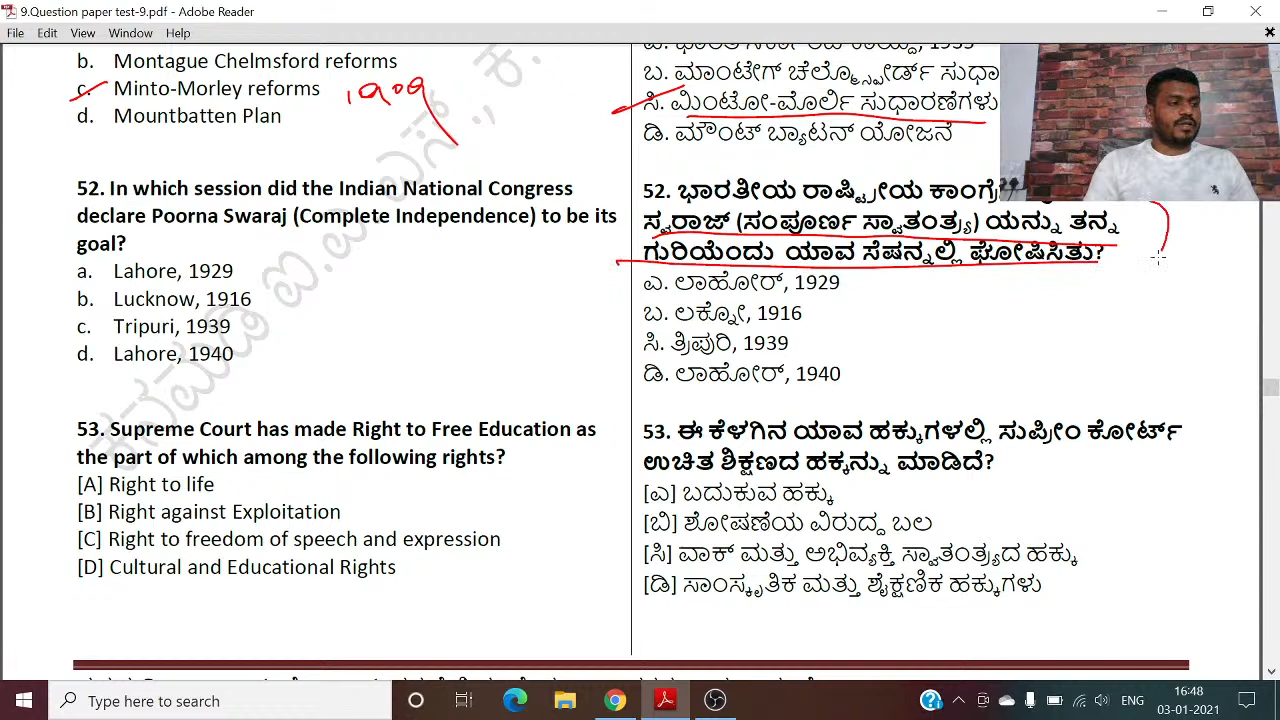 9.Question paper test-9.pdf - Adobe Reader
File Edit View Window Help
b. Montague Chelmsford reforms
c. Minto-Morley reforms 1909
d. Mountbatten Plan
52. In which session did the Indian National Congress
declare Poorna Swaraj (Complete Independence) to be its
goal?
a. Lahore, 1929
b. Lucknow, 1916
c. Tripuri, 1939
d. Lahore, 1940
53. Supreme Court has made Right to Free Education as
the part of which among the following rights?
[A] Right to life
[B] Right against Exploitation
[C] Right to freedom of speech and expression
[D] Cultural and Educational Rights
ಬ. ಮಾಂಟೇಗ್ ಚೆಲ್ಮ್ಸ್ಫೋರ್ಡ್ ಸುಧಾ
ಸಿ. ಮಿಂಟೋ-ಮೊರ್ಲಿ ಸುಧಾರಣೆಗಳು
ಡಿ. ಮೌಂಟ್ ಬ್ಯಾಟನ್ ಯೋಜನೆ
52. ಭಾರತೀಯ ರಾಷ್ಟ್ರೀಯ ಕಾಂಗ್ರೆ
ಸ್ವರಾಜ್ (ಸಂಪೂರ್ಣ ಸ್ವಾತಂತ್ರ್ಯ) ಯನ್ನು ತನ್ನ
ಗುರಿಯೆಂದು ಯಾವ ಸೆಷನ್ನಲ್ಲಿ ಘೋಷಿಸಿತು?
ಎ. ಲಾಹೋರ್, 1929
ಬ. ಲಕ್ನೋ, 1916
ಸಿ. ತ್ರಿಪುರಿ, 1939
ಡಿ. ಲಾಹೋರ್, 1940
53. ಈ ಕೆಳಗಿನ ಯಾವ ಹಕ್ಕುಗಳಲ್ಲಿ ಸುಪ್ರೀಂ ಕೋರ್ಟ್
ಉಚಿತ ಶಿಕ್ಷಣದ ಹಕ್ಕನ್ನು ಮಾಡಿದೆ?
[ಎ] ಬದುಕುವ ಹಕ್ಕು
[ಬಿ] ಶೋಷಣೆಯ ವಿರುದ್ಧ ಬಲ
[ಸಿ] ವಾಕ್ ಮತ್ತು ಅಭಿವ್ಯಕ್ತಿ ಸ್ವಾತಂತ್ರ್ಯದ ಹಕ್ಕು
[ಡಿ] ಸಾಂಸ್ಕೃತಿಕ ಮತ್ತು ಶೈಕ್ಷಣಿಕ ಹಕ್ಕುಗಳು
Type here to search
ENG
16:48
03-01-2021